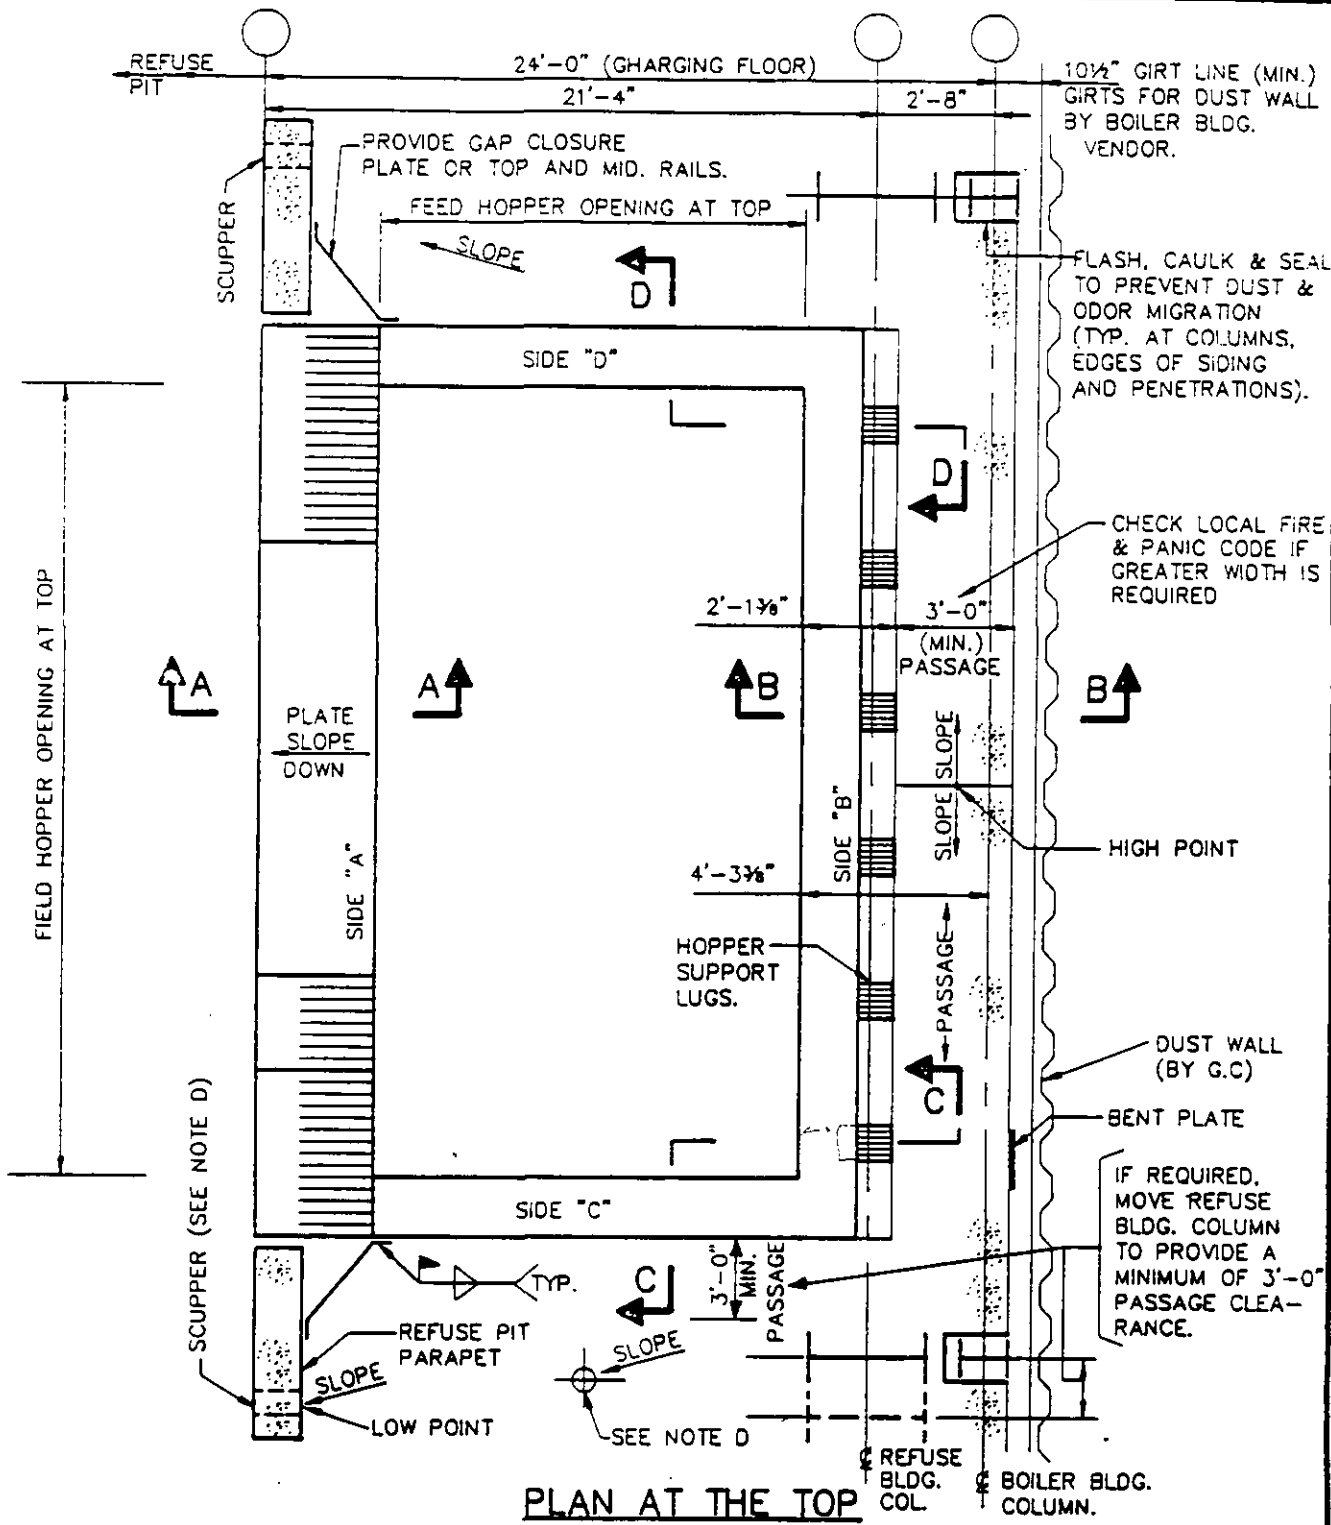 REFUSE
PIT
24'-0" (GHARGING FLOOR)
21'-4"
2'-8"
10½" GIRT LINE (MIN.)
GIRTS FOR DUST WALL
BY BOILER BLDG.
VENDOR.
PROVIDE GAP CLOSURE
PLATE OR TOP AND MID. RAILS.
SCUPPER
FEED HOPPER OPENING AT TOP
SLOPE
D
FLASH, CAULK & SEAL
TO PREVENT DUST &
ODOR MIGRATION
(TYP. AT COLUMNS,
EDGES OF SIDING
AND PENETRATIONS).
SIDE "D"
D
CHECK LOCAL FIRE
& PANIC CODE IF
GREATER WIDTH IS
REQUIRED
FIELD HOPPER OPENING AT TOP
2'-1⅜"
3'-0"
(MIN.)
PASSAGE
A
A
B
B
PLATE
SLOPE
DOWN
SLOPE
SLOPE
SIDE "A"
SIDE "B"
HIGH POINT
4'-3⅜"
HOPPER
SUPPORT
LUGS.
PASSAGE
DUST WALL
(BY G.C)
C
BENT PLATE
SCUPPER (SEE NOTE D)
IF REQUIRED,
MOVE REFUSE
BLDG. COLUMN
TO PROVIDE A
MINIMUM OF 3'-0"
PASSAGE CLEA-
RANCE.
SIDE "C"
3'-0"
MIN.
PASSAGE
TYP.
C
REFUSE PIT
PARAPET
SLOPE
LOW POINT
SLOPE
SEE NOTE D
℄ REFUSE
BLDG.
COL.
℄ BOILER BLDG.
COLUMN.
PLAN AT THE TOP